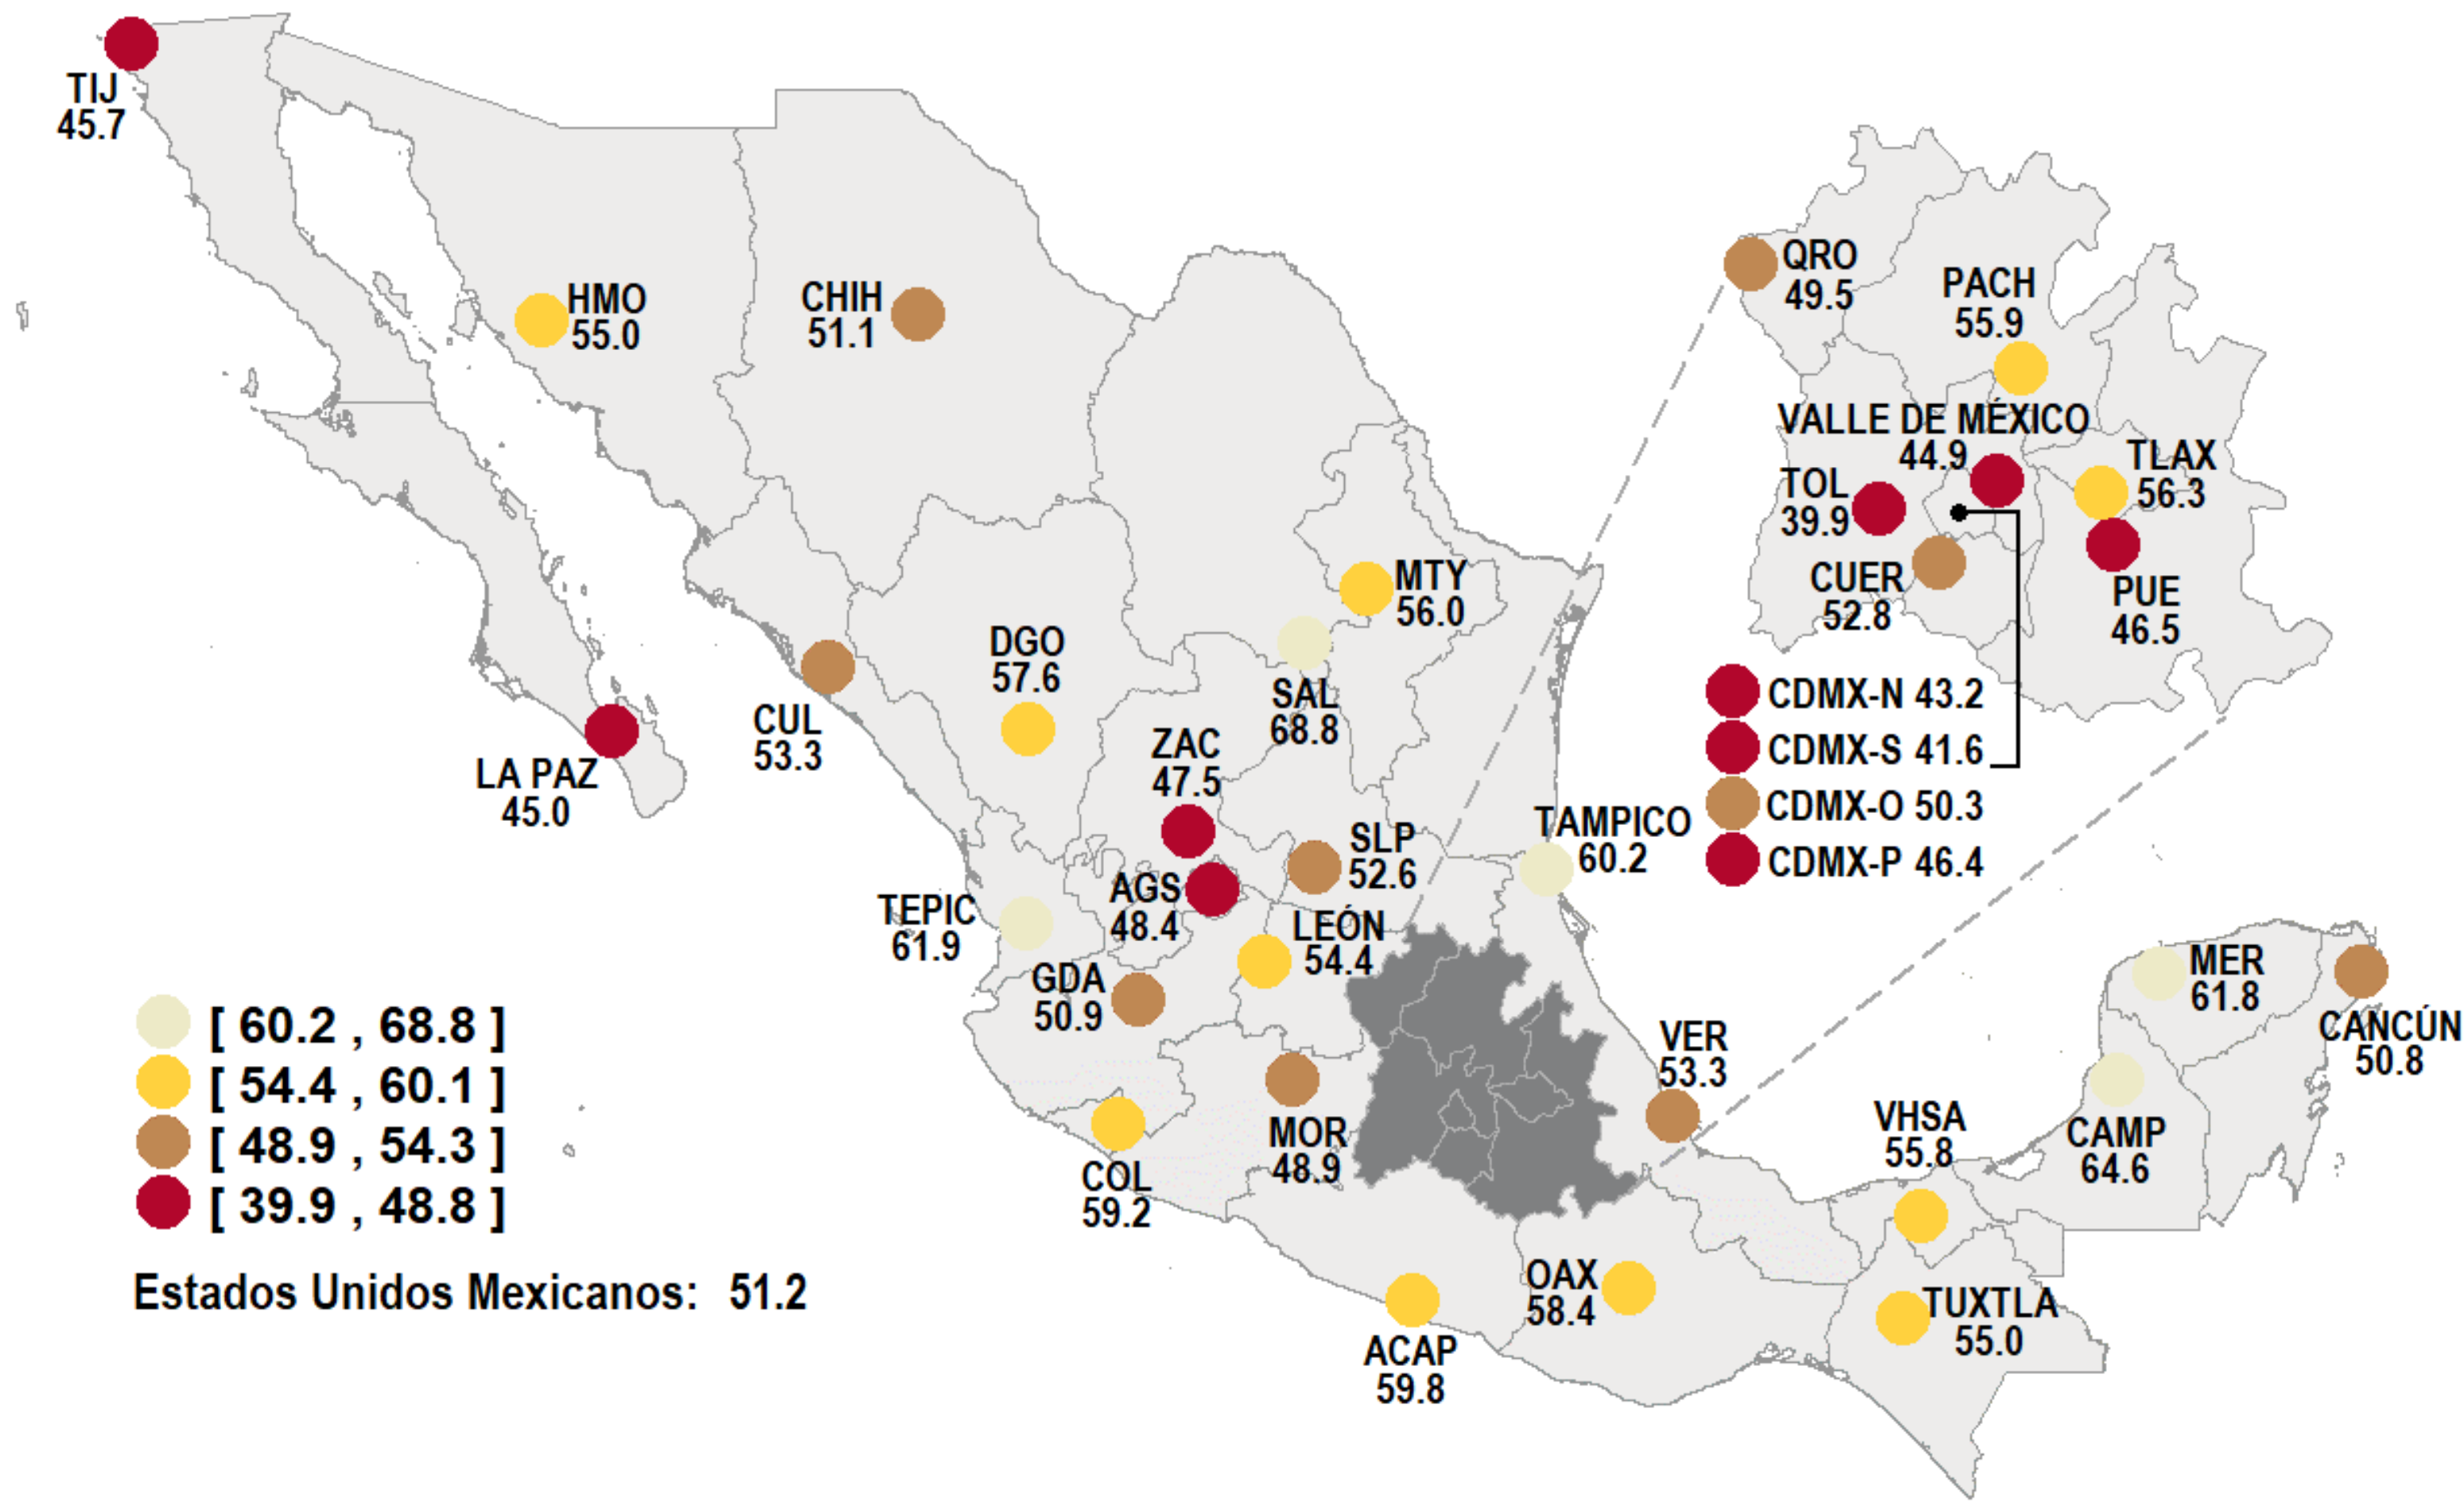 TIJ
45.7
HMO
55.0
CHIH
51.1
QRO
49.5
PACH
55.9
VALLE DE MÉXICO
44.9
TLAX
56.3
TOL
39.9
CUER
52.8
PUE
46.5
MTY
56.0
SAL
68.8
DGO
57.6
CUL
53.3
LA PAZ
45.0
ZAC
47.5
CDMX-N 43.2
CDMX-S 41.6
CDMX-O 50.3
CDMX-P 46.4
TAMPICO
60.2
SLP
52.6
AGS
48.4
TEPIC
61.9
LEÓN
54.4
GDA
50.9
MER
61.8
CANCÚN
50.8
VER
53.3
MOR
48.9
COL
59.2
VHSA
55.8
CAMP
64.6
OAX
58.4
TUXTLA
55.0
ACAP
59.8
[ 60.2 , 68.8 ]
[ 54.4 , 60.1 ]
[ 48.9 , 54.3 ]
[ 39.9 , 48.8 ]
Estados Unidos Mexicanos: 51.2